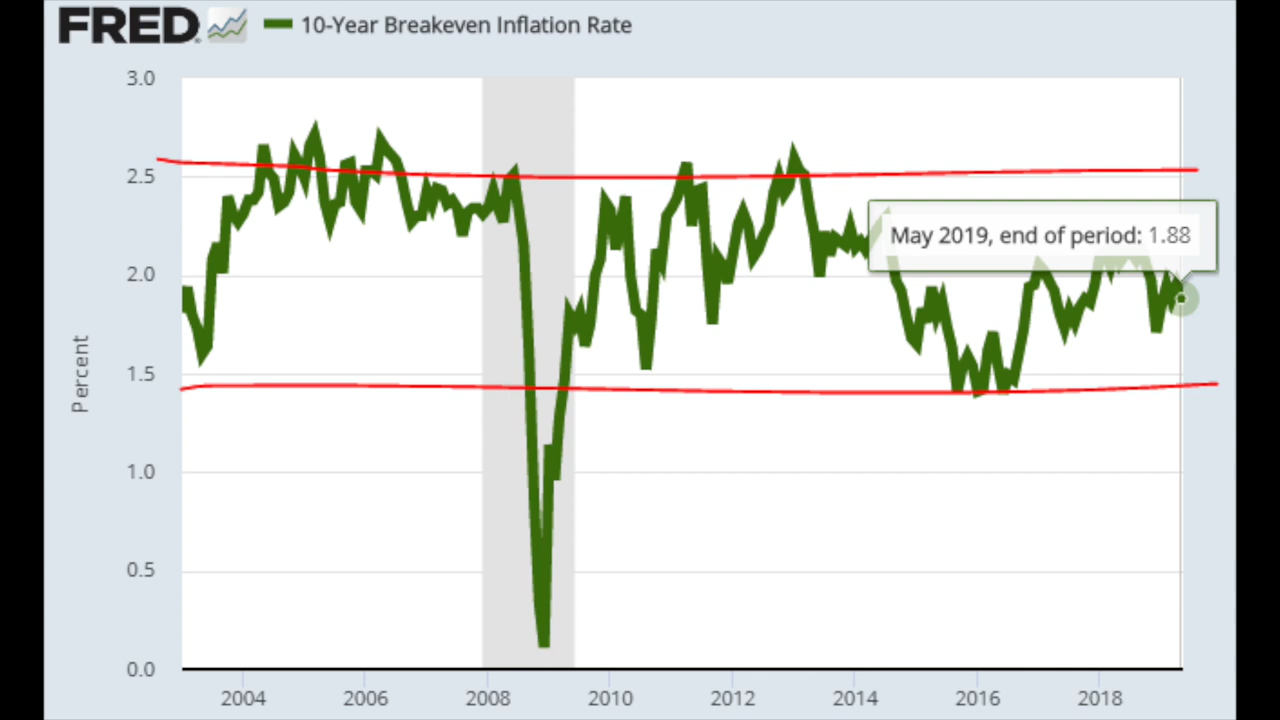 FRED 10-Year Breakeven Inflation Rate
3.0
2.5
May 2019, end of period: 1.88
2.0
1.5
1.0
0.5
0.0
Percent
2004 2006 2008 2010 2012 2014 2016 2018